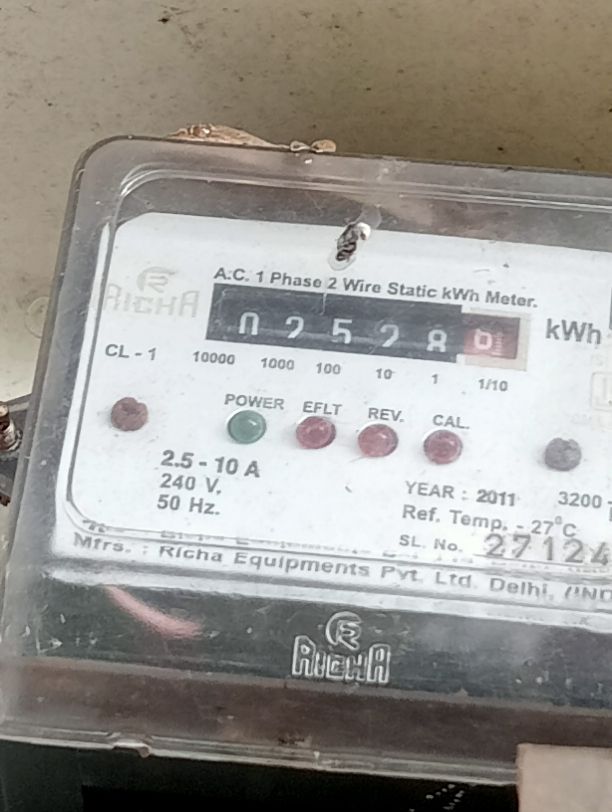 A.C. 1 Phase 2 Wire Static kWh Meter.
RICHA
0 2 5 2 8 kWh
CL - 1
10000 1000 100 10 1 1/10
POWER EFLT REV. CAL.
2.5 - 10 A
240 V.
50 Hz.
YEAR : 2011 3200
Ref. Temp. - 27°C
SL. No. 27124
Mfrs. : Richa Equipments Pvt. Ltd. Delhi, (IND
RICHA